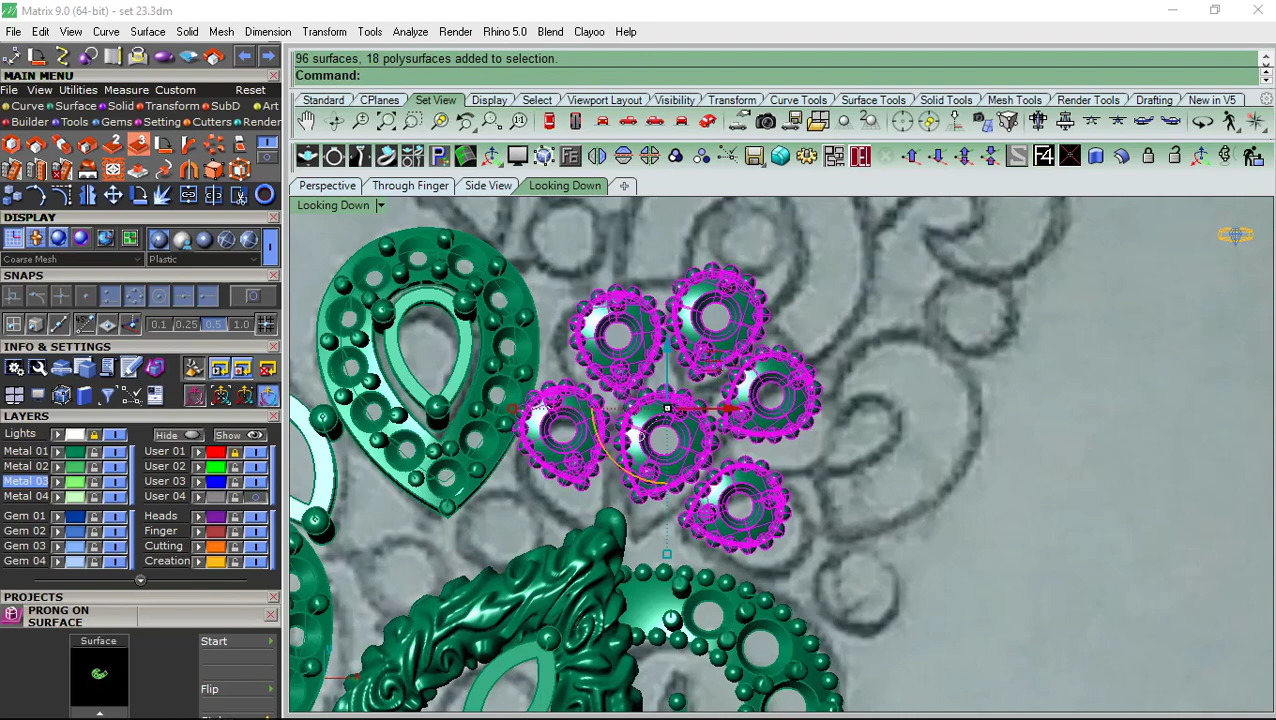 Matrix 9.0 (64-bit) - set 23.3dm
File Edit View Curve Surface Solid Mesh Dimension Transform Tools Analyze Render Rhino 5.0 Blend Clayoo Help
96 surfaces, 18 polysurfaces added to selection.
Command:
MAIN MENU
File View Utilities Measure Custom
Curve Surface Solid Transform SubD Art
Builder Tools Gems Setting Cutters Render
Standard CPlanes Set View Display Select Viewport Layout Visibility Transform Curve Tools Surface Tools Solid Tools Mesh Tools Render Tools Drafting New in V5
Perspective Through Finger Side View Looking Down
Looking Down
DISPLAY
Coarse Mesh Plastic
SNAPS
0.1 0.25 0.5 1.0
INFO & SETTINGS
LAYERS
Lights Hide Show
Metal 01 User 01
Metal 02 User 02
Metal 03 User 03
Metal 04 User 04
Gem 01 Heads
Gem 02 Finger
Gem 03 Cutting
Gem 04 Creation
PROJECTS
PRONG ON
SURFACE
Surface Start
Flip